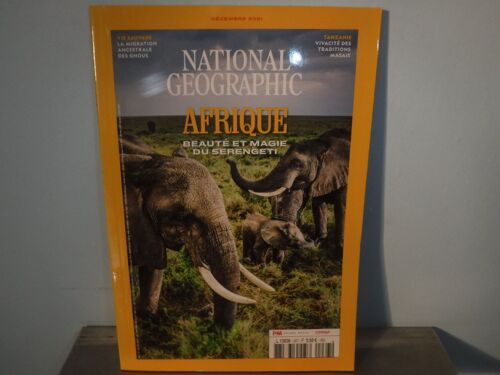 DÉCEMBRE 2021
VIE SAUVAGE
LA MIGRATION
ANCESTRALE
DES GNOUS
TANZANIE
VIVACITÉ DES
TRADITIONS
MASAIS
NATIONAL
GEOGRAPHIC
AFRIQUE
BEAUTÉ ET MAGIE
DU SERENGETI